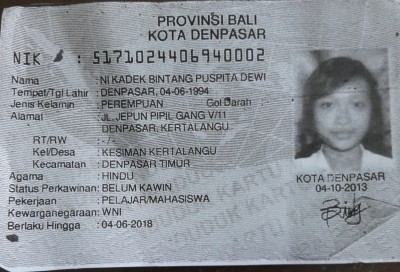 PROVINSI BALI
KOTA DENPASAR
NIK : 5171024406940002
Nama : NI KADEK BINTANG PUSPITA DEWI
Tempat/Tgl Lahir : DENPASAR, 04-06-1994
Jenis Kelamin : PEREMPUAN Gol Darah :
Alamat : JL. JEPUN PIPIL GANG V/11
DENPASAR, KERTALANGU
RT/RW : -/-
Kel/Desa : KESIMAN KERTALANGU
Kecamatan : DENPASAR TIMUR
Agama : HINDU
Status Perkawinan: BELUM KAWIN
Pekerjaan : PELAJAR/MAHASISWA
Kewarganegaraan: WNI
Berlaku Hingga : 04-06-2018
KOTA DENPASAR
04-10-2013